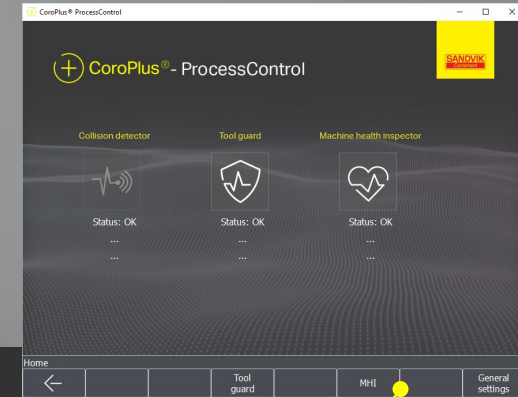 CoroPlus® ProcessControl
CoroPlus®- ProcessControl
SANDVIK
Coromant
Collision detector
Tool guard
Machine health inspector
Status: OK
Status: OK
Status: OK
...
...
...
...
...
...
Home
Tool
guard
MHI
General
settings